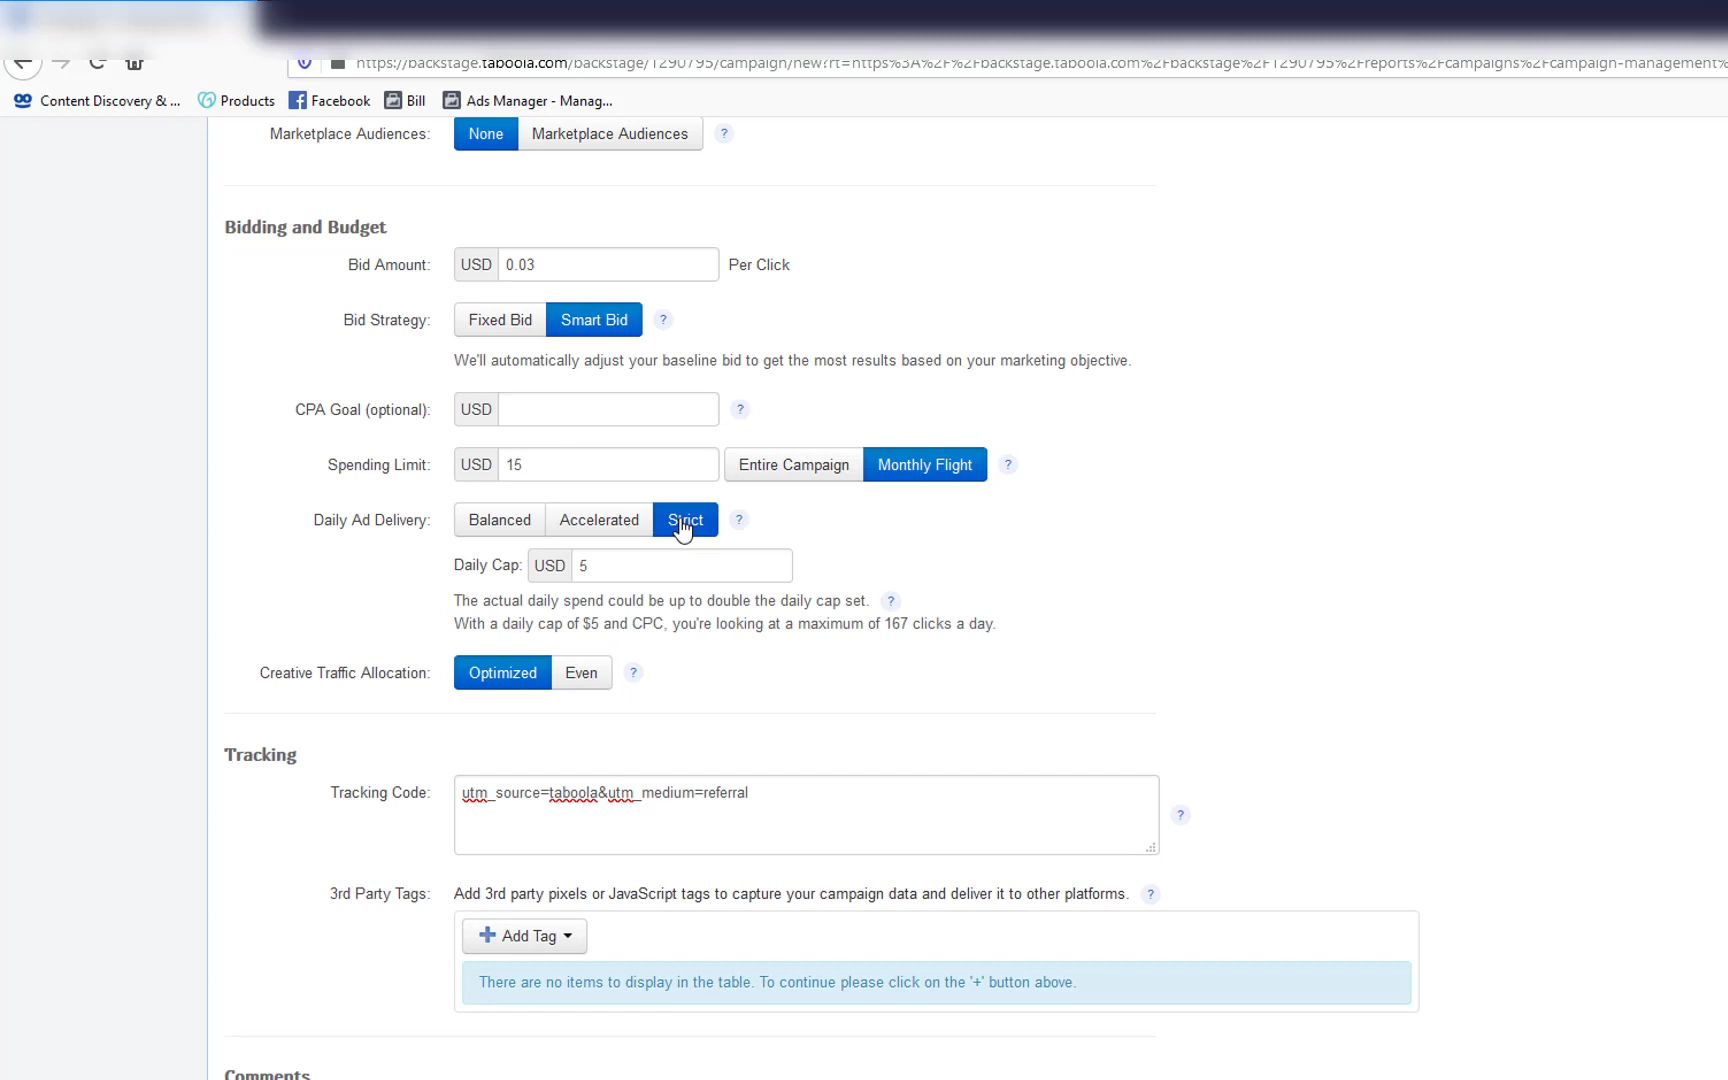 https://backstage.taboola.com/backstage/1290795/campaign/new?rt=https%3A%2F%2Fbackstage.taboola.com%2Fbackstage%2F1290795%2Freports%2Fcampaigns%2Fcampaign-management%
Content Discovery & ... Products Facebook Bill Ads Manager - Manag...
Marketplace Audiences: None Marketplace Audiences ?
Bidding and Budget
Bid Amount: USD 0.03 Per Click
Bid Strategy: Fixed Bid Smart Bid ?
We'll automatically adjust your baseline bid to get the most results based on your marketing objective.
CPA Goal (optional): USD ?
Spending Limit: USD 15 Entire Campaign Monthly Flight ?
Daily Ad Delivery: Balanced Accelerated Strict ?
Daily Cap: USD 5
The actual daily spend could be up to double the daily cap set. ?
With a daily cap of $5 and CPC, you're looking at a maximum of 167 clicks a day.
Creative Traffic Allocation: Optimized Even ?
Tracking
Tracking Code: utm_source=taboola&utm_medium=referral ?
3rd Party Tags: Add 3rd party pixels or JavaScript tags to capture your campaign data and deliver it to other platforms. ?
Add Tag
There are no items to display in the table. To continue please click on the '+' button above.
Comments